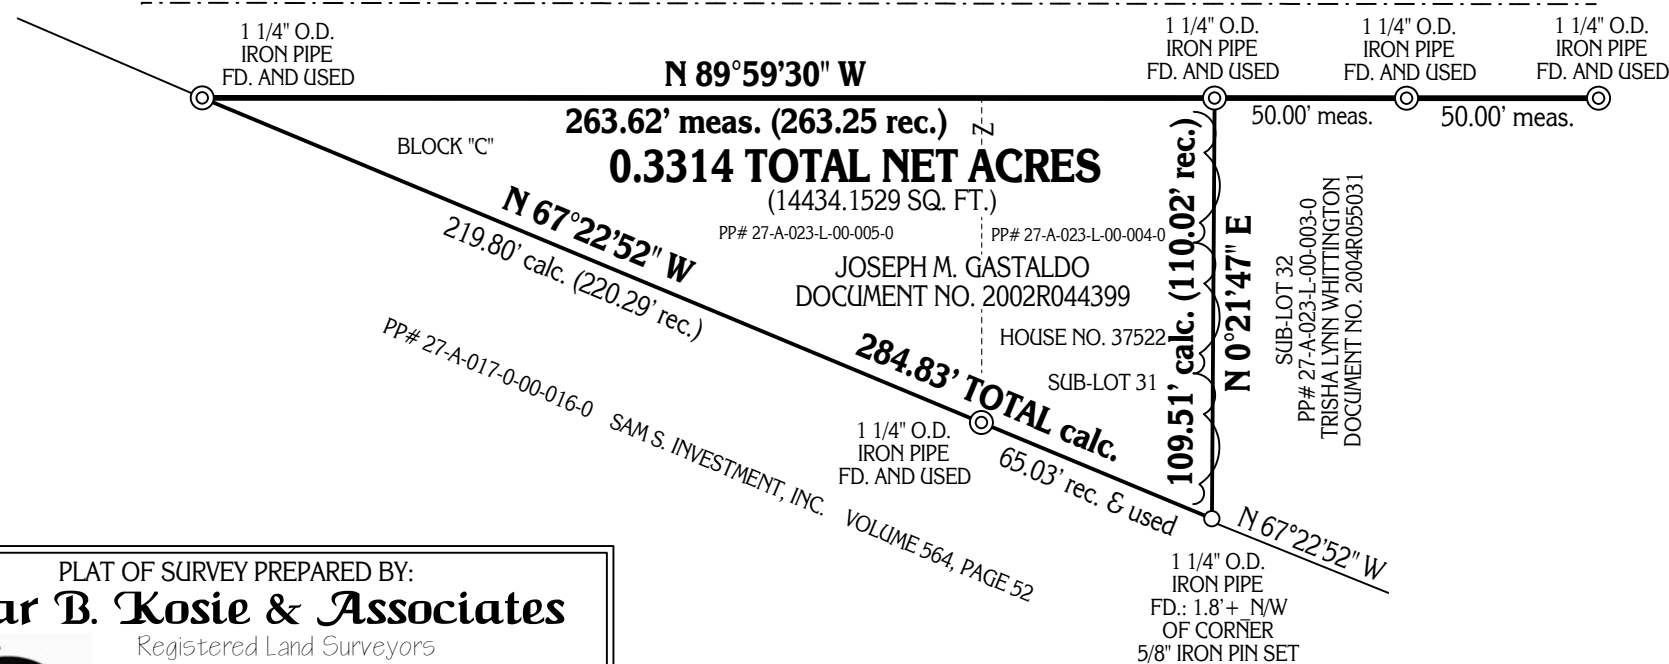 1 1/4" O.D.
IRON PIPE
FD. AND USED
1 1/4" O.D.
IRON PIPE
FD. AND USED
1 1/4" O.D.
IRON PIPE
FD. AND USED
1 1/4" O.D.
IRON PIPE
FD. AND USED
N 89°59'30" W
263.62' meas. (263.25 rec.)
50.00' meas.
50.00' meas.
BLOCK "C"
Z
0.3314 TOTAL NET ACRES
(14434.1529 SQ. FT.)
PP# 27-A-023-L-00-005-0
PP# 27-A-023-L-00-004-0
JOSEPH M. GASTALDO
DOCUMENT NO. 2002R044399
HOUSE NO. 37522
SUB-LOT 31
N 67°22'52" W
219.80' calc. (220.29' rec.)
284.83' TOTAL calc.
65.03' rec. & used
109.51' calc. (110.02' rec.)
N 0°21'47" E
SUB-LOT 32
PP# 27-A-023-L-00-003-0
TRISHA LYNN WHITTINGTON
DOCUMENT NO. 2004R055031
PP# 27-A-017-0-00-016-0 SAM S. INVESTMENT, INC. VOLUME 564, PAGE 52
1 1/4" O.D.
IRON PIPE
FD. AND USED
N 67°22'52" W
1 1/4" O.D.
IRON PIPE
FD.: 1.8'+ N/W
OF CORNER
5/8" IRON PIN SET
PLAT OF SURVEY PREPARED BY:
B. Kosie & Associates
Registered Land Surveyors